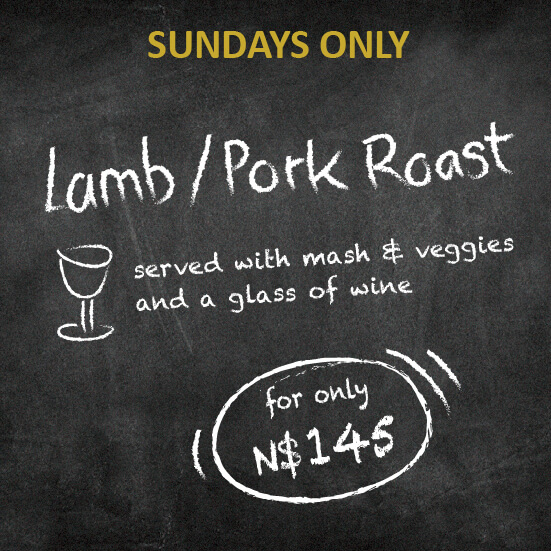 SUNDAYS ONLY
Lamb / Pork Roast
served with mash & veggies
and a glass of wine
for only
N$145